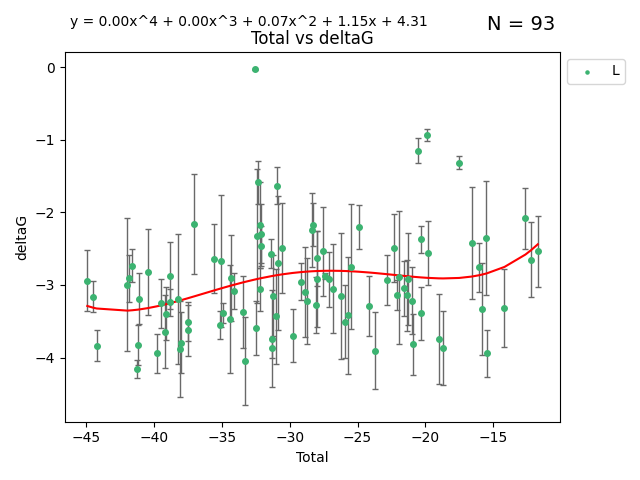 y = 0.00x^4 + 0.00x^3 + 0.07x^2 + 1.15x + 4.31
N = 93
Total vs deltaG
L
deltaG
0
−1
−2
−3
−4
−45 −40 −35 −30 −25 −20 −15
Total